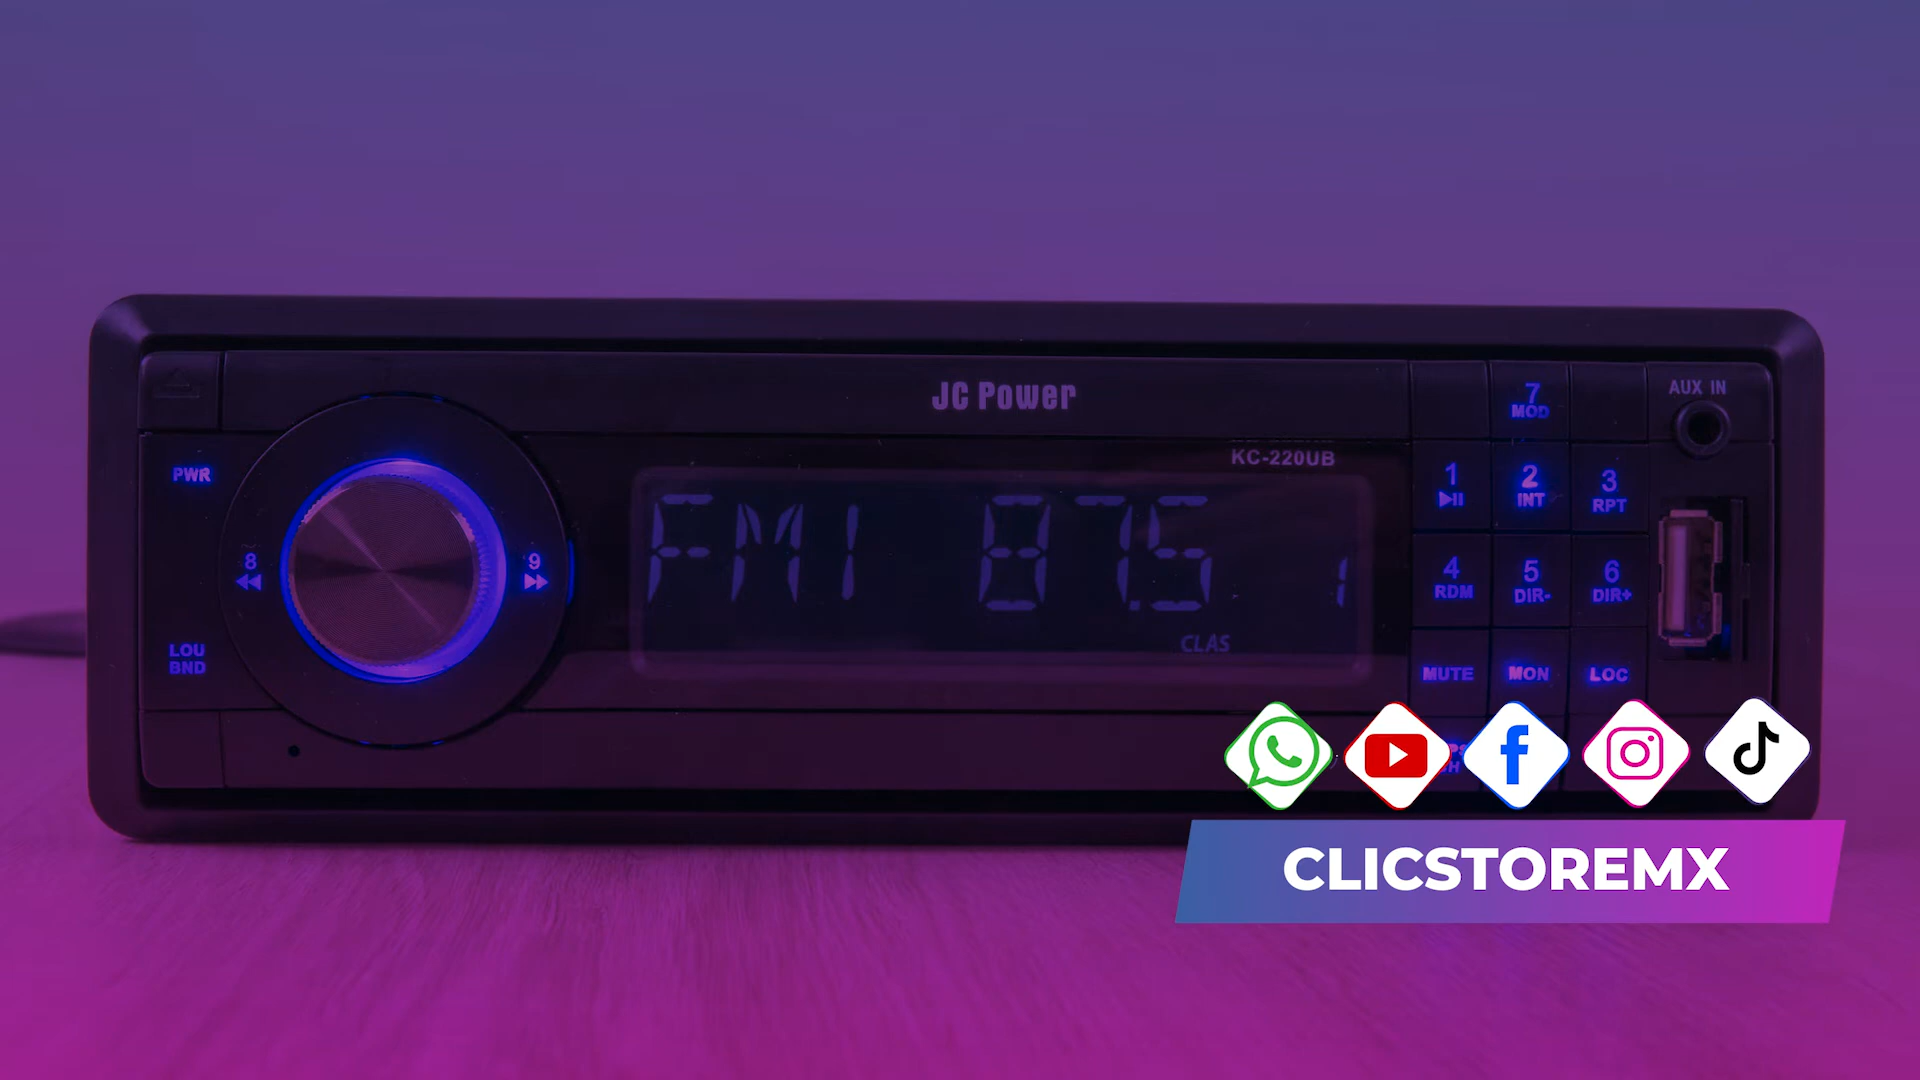 JC Power
KC-220UB
AUX IN
PWR
LOU
BND
8
9
FM1 87.5 1
CLAS
7
MOD
1
2
INT
3
RPT
4
RDM
5
DIR-
6
DIR+
MUTE
MON
LOC
CLICSTOREMX